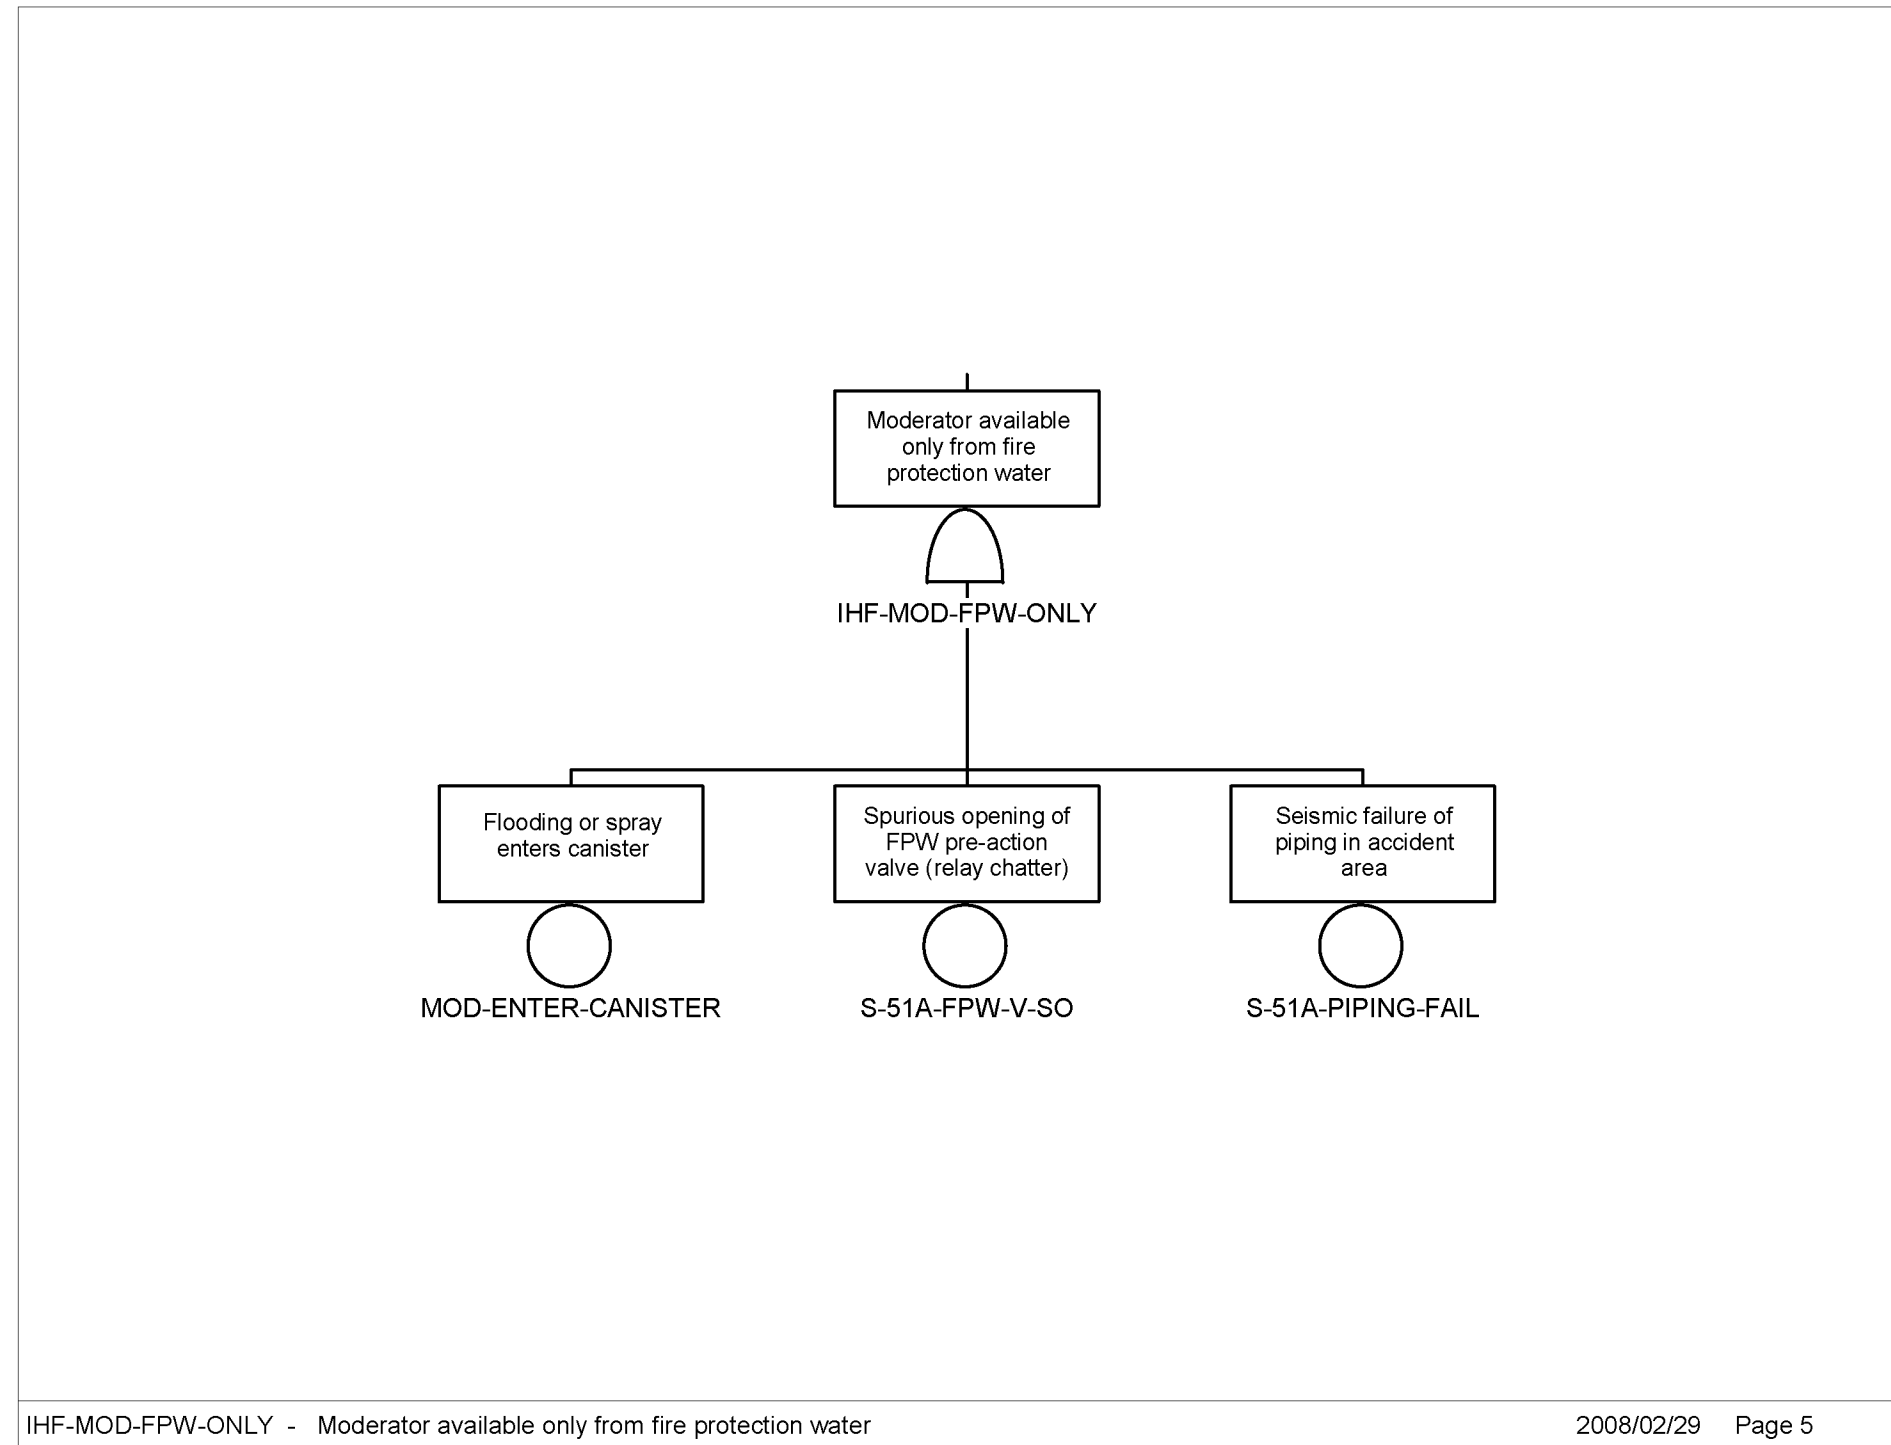 Moderator available
only from fire
protection water
IHF-MOD-FPW-ONLY
Flooding or spray
enters canister
MOD-ENTER-CANISTER
Spurious opening of
FPW pre-action
valve (relay chatter)
S-51A-FPW-V-SO
Seismic failure of
piping in accident
area
S-51A-PIPING-FAIL
IHF-MOD-FPW-ONLY - Moderator available only from fire protection water
2008/02/29 Page 5